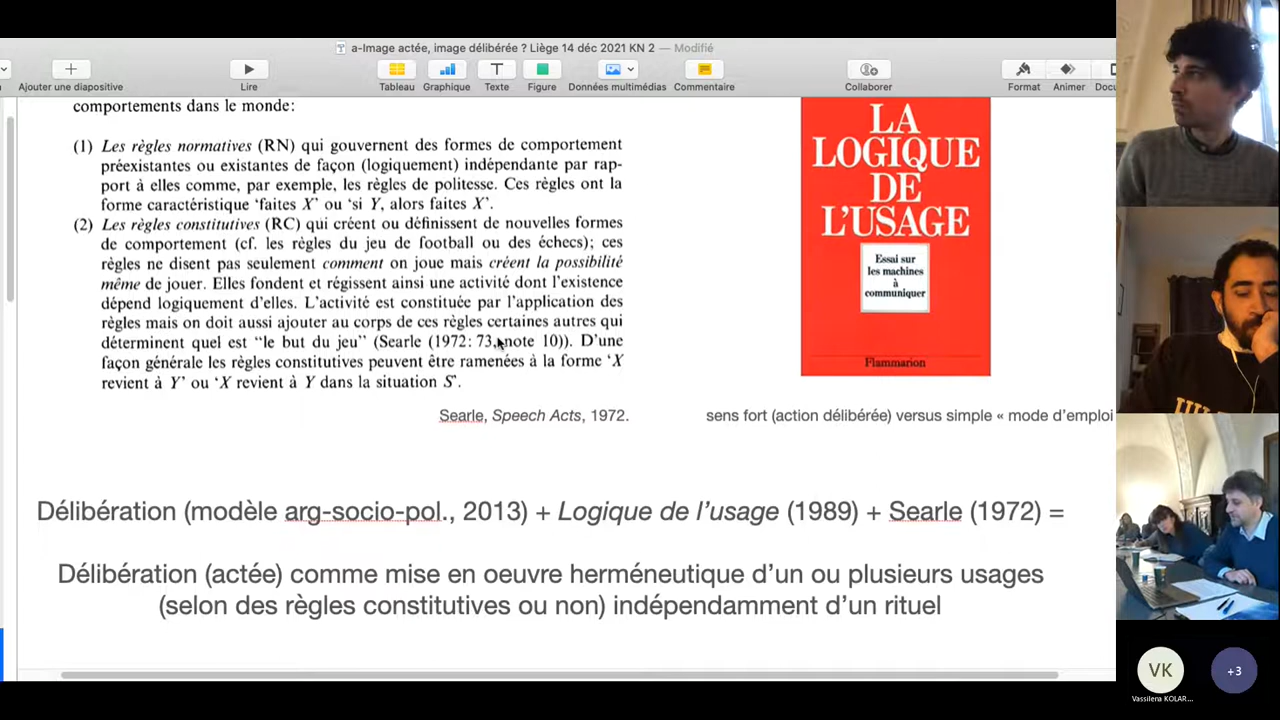 a-Image actée, image délibérée ? Liège 14 déc 2021 KN 2 — Modifié
Ajouter une diapositive
Lire
Tableau
Graphique
Texte
Figure
Données multimédias
Commentaire
Collaborer
Format
Animer
Docu
comportements dans le monde:
(1) Les règles normatives (RN) qui gouvernent des formes de comportement
préexistantes ou existantes de façon (logiquement) indépendante par rap-
port à elles comme, par exemple, les règles de politesse. Ces règles ont la
forme caractéristique ‘faites X’ ou ‘si Y, alors faites X’.
(2) Les règles constitutives (RC) qui créent ou définissent de nouvelles formes
de comportement (cf. les règles du jeu de football ou des échecs); ces
règles ne disent pas seulement comment on joue mais créent la possibilité
même de jouer. Elles fondent et régissent ainsi une activité dont l’existence
dépend logiquement d’elles. L’activité est constituée par l’application des
règles mais on doit aussi ajouter au corps de ces règles certaines autres qui
déterminent quel est “le but du jeu” (Searle (1972: 73, note 10)). D’une
façon générale les règles constitutives peuvent être ramenées à la forme ‘X
revient à Y’ ou ‘X revient à Y dans la situation S’.
Searle, Speech Acts, 1972.
LA
LOGIQUE
DE
L’USAGE
Essai sur
les machines
à
communiquer
Flammarion
sens fort (action délibérée) versus simple « mode d’emploi
Délibération (modèle arg-socio-pol., 2013) + Logique de l’usage (1989) + Searle (1972) =
Délibération (actée) comme mise en oeuvre herméneutique d’un ou plusieurs usages
(selon des règles constitutives ou non) indépendamment d’un rituel
VK
Vassilena KOLAR...
+3